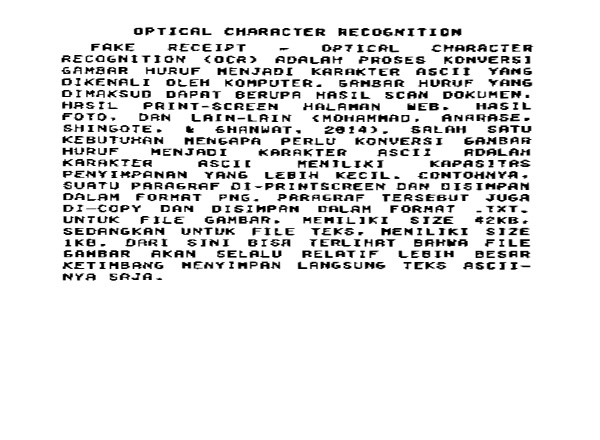 OPTICAL CHARACTER RECOGNITION
FAKE RECEIPT – OPTICAL CHARACTER
RECOGNITION (OCR) ADALAH PROSES KONVERSI
GAMBAR HURUF MENJADI KARAKTER ASCII YANG
DIKENALI OLEH KOMPUTER. GAMBAR HURUF YANG
DIMAKSUD DAPAT BERUPA HASIL SCAN DOKUMEN,
HASIL PRINT-SCREEN HALAMAN WEB, HASIL
FOTO, DAN LAIN-LAIN (MOHAMMAD, ANARASE,
SHINGOTE, & GHANWAT, 2014). SALAH SATU
KEBUTUHAN MENGAPA PERLU KONVERSI GAMBAR
HURUF MENJADI KARAKTER ASCII ADALAH
KARAKTER ASCII MEMILIKI KAPASITAS
PENYIMPANAN YANG LEBIH KECIL. CONTOHNYA,
SUATU PARAGRAF DI-PRINTSCREEN DAN DISIMPAN
DALAM FORMAT PNG. PARAGRAF TERSEBUT JUGA
DI-COPY DAN DISIMPAN DALAM FORMAT .TXT.
UNTUK FILE GAMBAR, MEMILIKI SIZE 42KB.
SEDANGKAN UNTUK FILE TEKS, MEMILIKI SIZE
1KB. DARI SINI BISA TERLIHAT BAHWA FILE
GAMBAR AKAN SELALU RELATIF LEBIH BESAR
KETIMBANG MENYIMPAN LANGSUNG TEKS ASCII-
NYA SAJA.